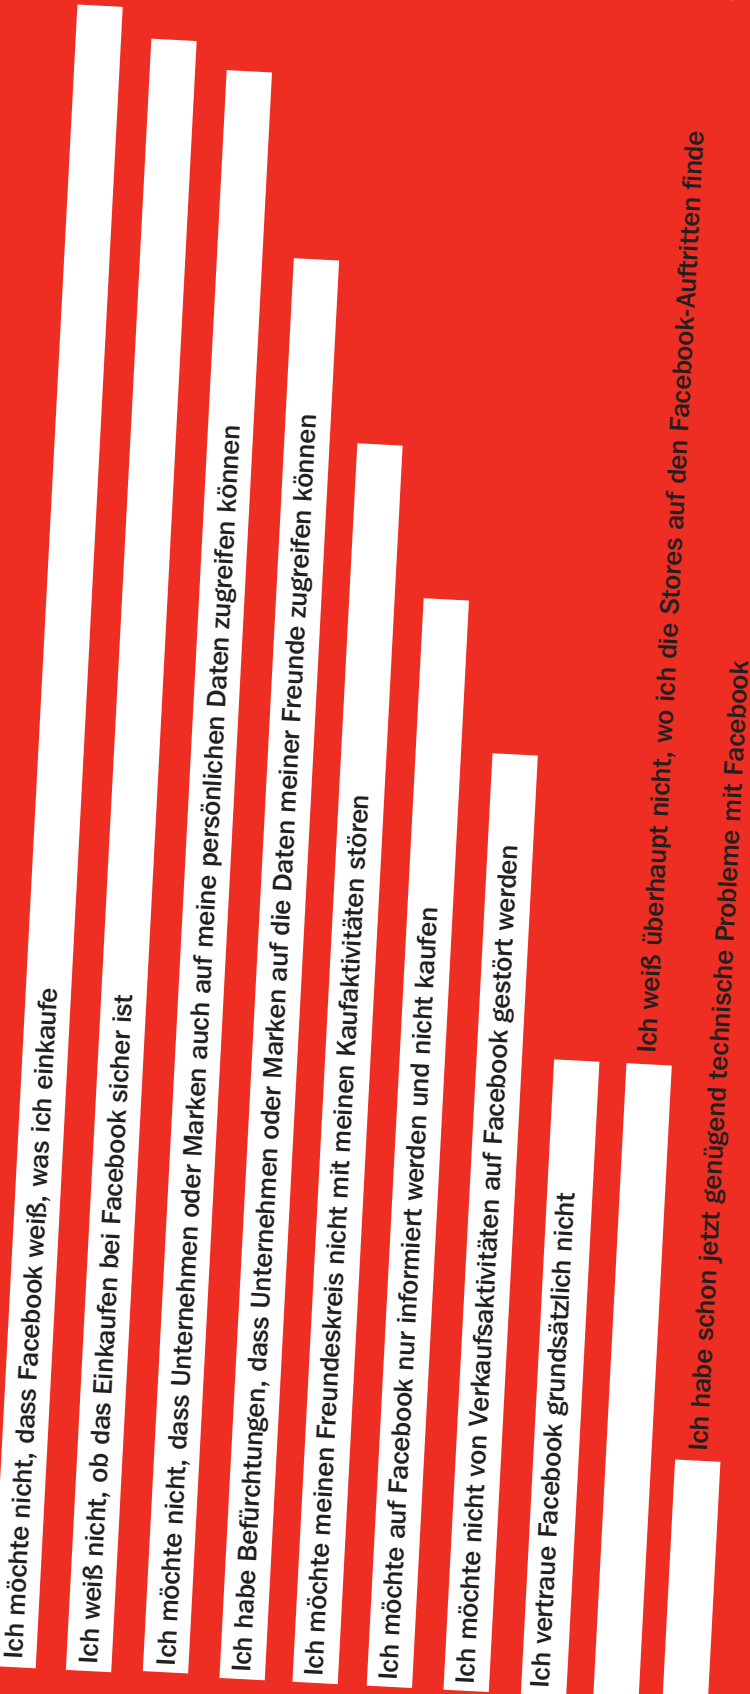 Ich möchte nicht, dass Facebook weiß, was ich einkaufe
Ich weiß nicht, ob das Einkaufen bei Facebook sicher ist
Ich möchte nicht, dass Unternehmen oder Marken auch auf meine persönlichen Daten zugreifen können
Ich habe Befürchtungen, dass Unternehmen oder Marken auf die Daten meiner Freunde zugreifen können
Ich möchte meinen Freundeskreis nicht mit meinen Kaufaktivitäten stören
Ich möchte auf Facebook nur informiert werden und nicht kaufen
Ich möchte nicht von Verkaufsaktivitäten auf Facebook gestört werden
Ich vertraue Facebook grundsätzlich nicht
Ich weiß überhaupt nicht, wo ich die Stores auf den Facebook-Auftritten finde
Ich habe schon jetzt genügend technische Probleme mit Facebook